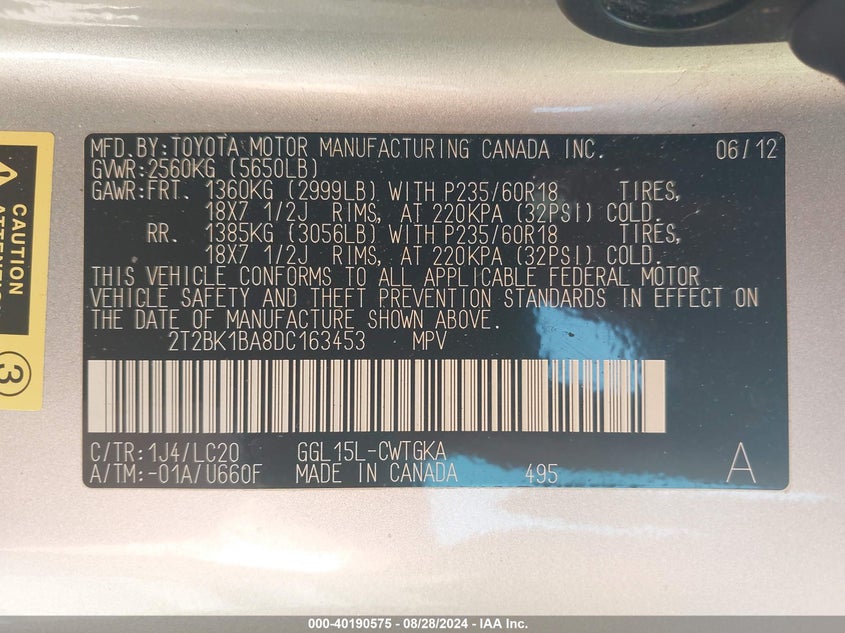 MFD.BY:TOYOTA MOTOR MANUFACTURING CANADA INC. 06/12
GVWR:2560KG (5650LB)
GAWR:FRT. 1360KG (2999LB) WITH P235/60R18 TIRES,
18X7 1/2J RIMS, AT 220KPA (32PSI) COLD.
RR. 1385KG (3056LB) WITH P235/60R18 TIRES,
18X7 1/2J RIMS, AT 220KPA (32PSI) COLD.
THIS VEHICLE CONFORMS TO ALL APPLICABLE FEDERAL MOTOR
VEHICLE SAFETY AND THEFT PREVENTION STANDARDS IN EFFECT ON
THE DATE OF MANUFACTURE SHOWN ABOVE.
2T2BK1BA8DC163453 MPV
C/TR:1J4/LC20 GGL15L-CWTGKA
A/TM:-01A/U660F MADE IN CANADA 495 A
CAUTION
3
000-40190575 - 08/28/2024 - IAA Inc.